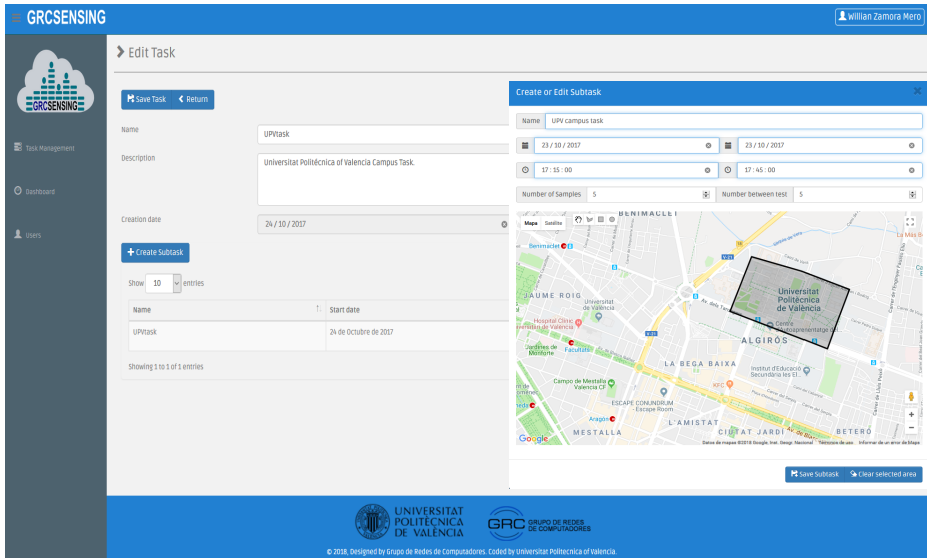 GRCSENSING
Willian Zamora Mero
GRCSENSING
Task Management
Dashboard
Users
Edit Task
Save Task
Return
Name
UPVtask
Description
Universitat Politècnica of Valencia Campus Task.
Creation date
24 / 10 / 2017
Create Subtask
Show 10 entries
Name
Start date
UPVtask
24 de Octubre de 2017
Showing 1 to 1 of 1 entries
Create or Edit Subtask
Name UPV campus task
23 / 10 / 2017
23 / 10 / 2017
17 : 15 : 00
17 : 45 : 00
Number of Samples 5
Number between test 5
Mapa Satélite
BENIMACLET
Benimaclet
V-21
JAUME ROIG
Universitat
de València
Universitat
Politècnica
de València
Hospital Clínic
Centre
d'Autoaprenentatge
V-21
ALGIRÓS
Jardines de
Monforte
Facultats
LA BEGA BAIXA
Institut d'Educació
Secundària les El...
Campo de Mestalla
Valencia CF
KFC
ESCAPE CONUNDRUM
- Escape Room
Aragón
L'AMISTAT
MESTALLA
CIUTAT JARDÍ
BETERÓ
Google
Datos de mapas ©2018 Google, Inst. Geogr. Nacional
Términos de uso
Informar de un error de Maps
Save Subtask
Clear selected area
UNIVERSITAT
POLITÈCNICA
DE VALÈNCIA
GRC
GRUPO DE REDES
DE COMPUTADORES
© 2018, Designed by Grupo de Redes de Computadores. Coded by Universitat Politecnica of Valencia.